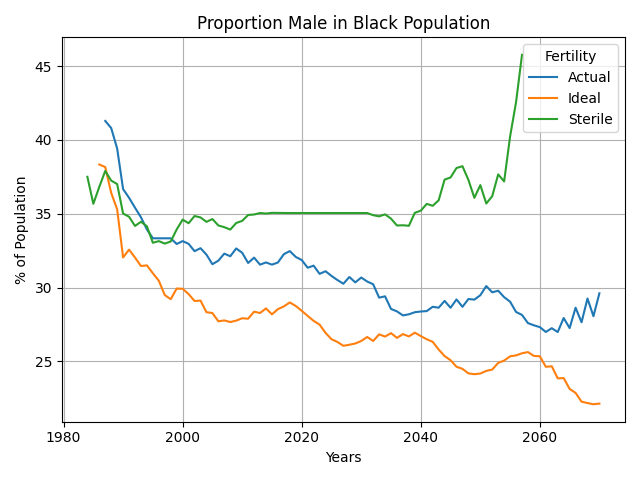 Proportion Male in Black Population
Fertility
Actual
Ideal
Sterile
% of Population
45
40
35
30
25
1980
2000
2020
2040
2060
Years